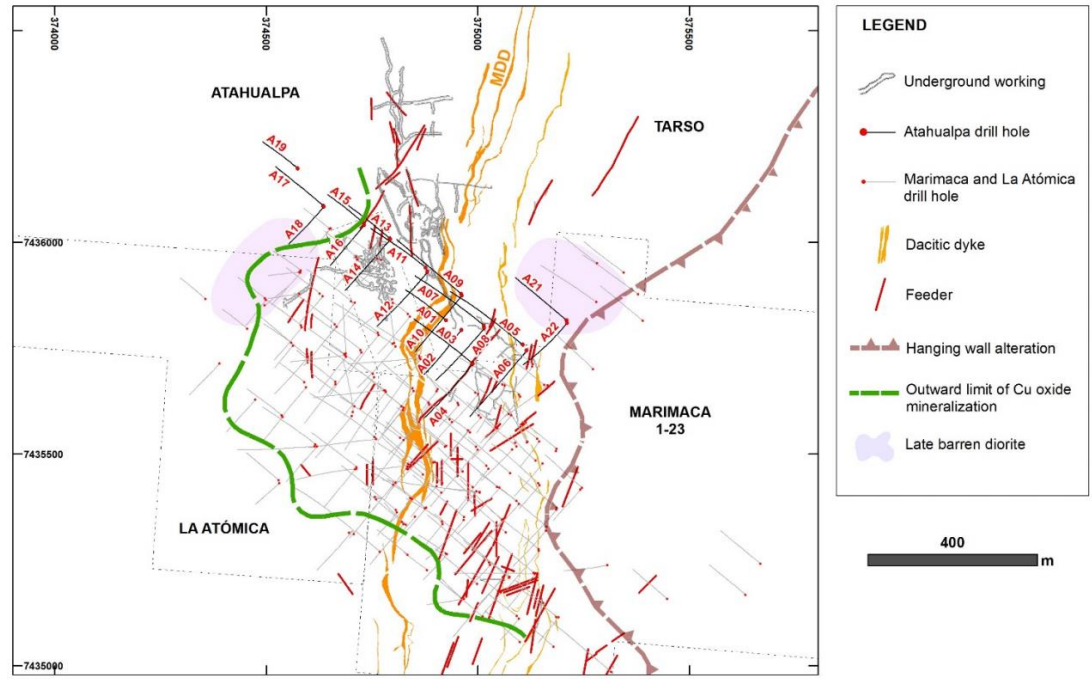 374000
374500
375000
375500
7436000
7435500
7435000
MDD
ATAHUALPA
TARSO
A19
A17
A15
A13
A18
A16
A11
A14
A09
A21
A07
A12
A01
A05
A22
A03
A10
A08
A02
A06
A04
MARIMACA
1-23
LA ATÓMICA
LEGEND
Underground working
Atahualpa drill hole
Marimaca and La Atómica
drill hole
Dacitic dyke
Feeder
Hanging wall alteration
Outward limit of Cu oxide
mineralization
Late barren diorite
400
m